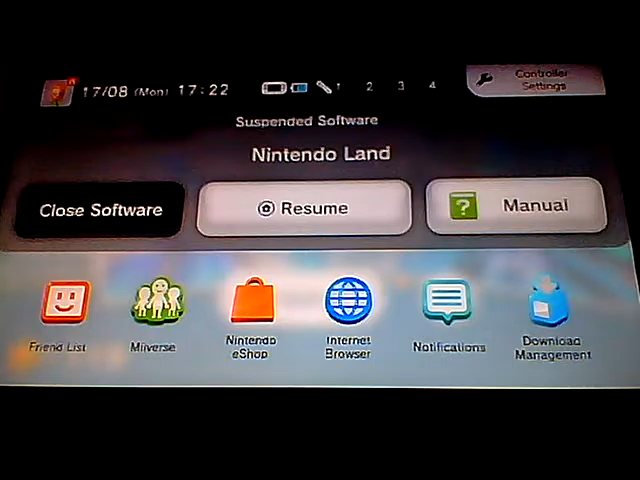 17/08 (Mon) 17:22
1 2 3 4
Controller
Settings
Suspended Software
Nintendo Land
Close Software
Resume
? Manual
Friend List
Miiverse
Nintendo
eShop
Internet
Browser
Notifications
Download
Management